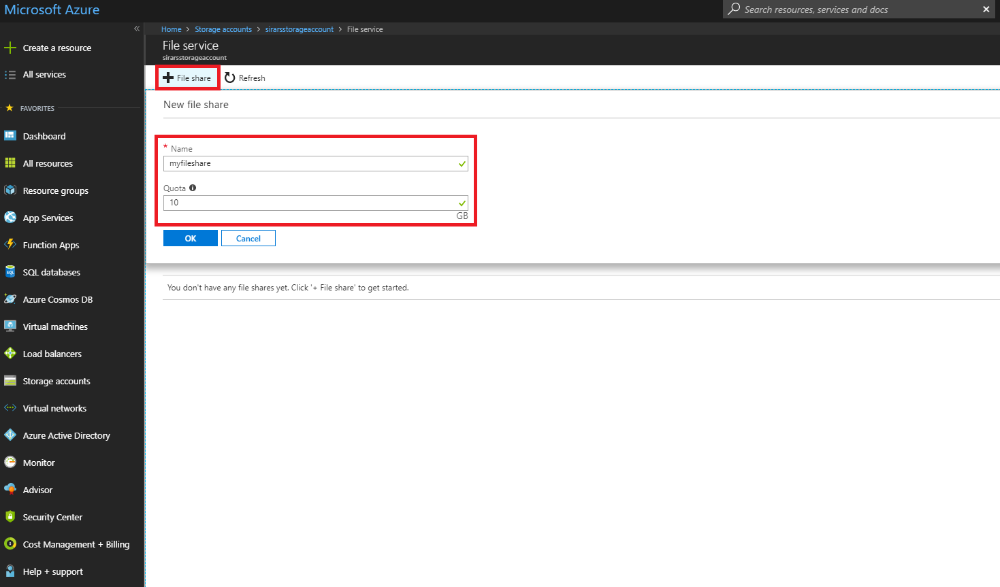 Microsoft Azure
Search resources, services and docs
Home > Storage accounts > sirarsstorageaccount > File service
File service
sirarsstorageaccount
Create a resource
All services
FAVORITES
Dashboard
All resources
Resource groups
App Services
Function Apps
SQL databases
Azure Cosmos DB
Virtual machines
Load balancers
Storage accounts
Virtual networks
Azure Active Directory
Monitor
Advisor
Security Center
Cost Management + Billing
Help + support
File share Refresh
New file share
* Name
myfileshare
Quota
10
GB
OK Cancel
You don't have any file shares yet. Click '+ File share' to get started.